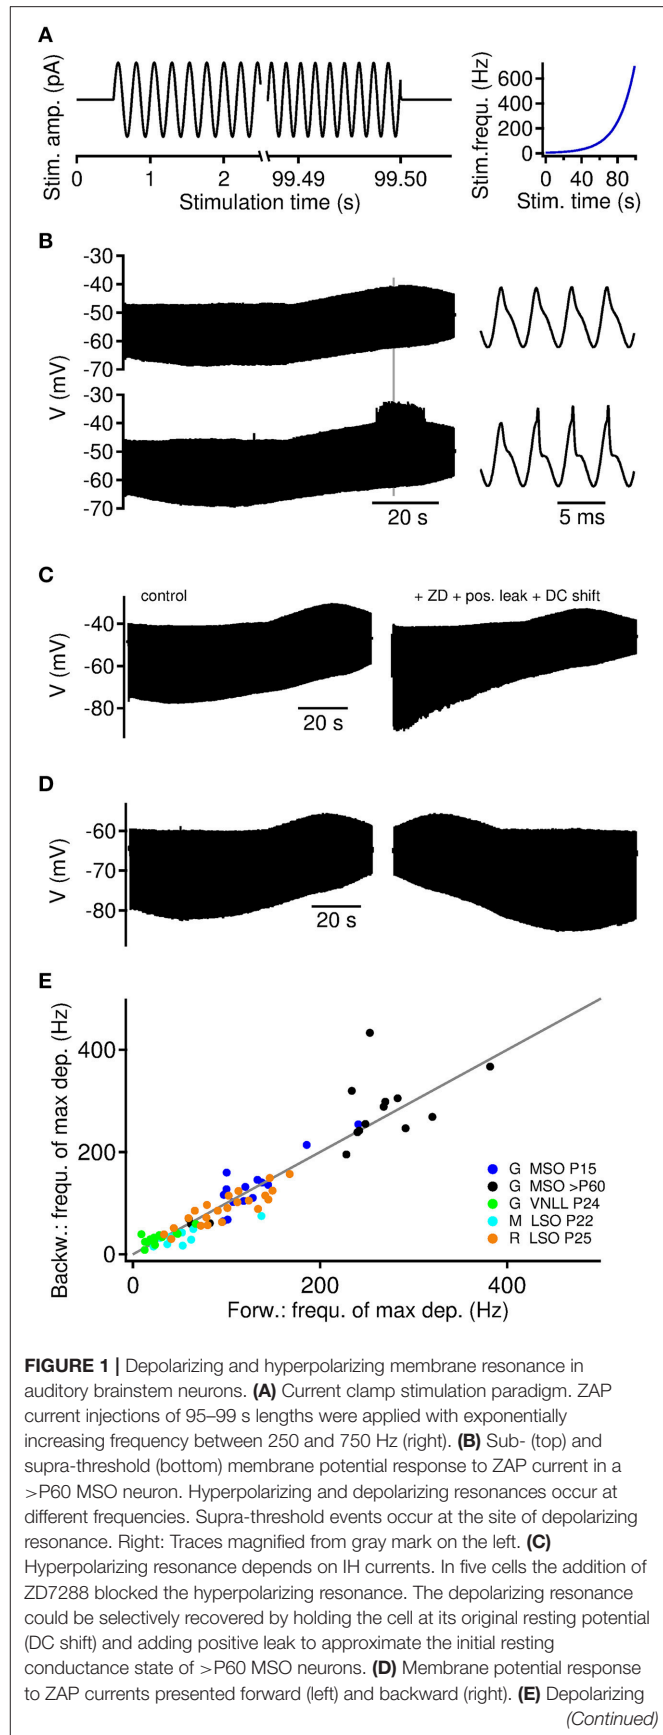 A
Stim. amp. (pA)
0
1
2
99.49
99.50
Stimulation time (s)
Stim.frequ. (Hz)
600
400
200
0
0
40
80
Stim. time (s)
B
V (mV)
-30
-40
-50
-60
-70
-30
-40
-50
-60
-70
20 s
5 ms
C
control
+ ZD + pos. leak + DC shift
V (mV)
-40
-60
-80
20 s
D
V (mV)
-60
-70
-80
20 s
E
Backw.: frequ. of max dep. (Hz)
400
200
0
G MSO P15
G MSO >P60
G VNLL P24
M LSO P22
R LSO P25
0
200
400
Forw.: frequ. of max dep. (Hz)
FIGURE 1 | Depolarizing and hyperpolarizing membrane resonance in
auditory brainstem neurons. (A) Current clamp stimulation paradigm. ZAP
current injections of 95–99 s lengths were applied with exponentially
increasing frequency between 250 and 750 Hz (right). (B) Sub- (top) and
supra-threshold (bottom) membrane potential response to ZAP current in a
>P60 MSO neuron. Hyperpolarizing and depolarizing resonances occur at
different frequencies. Supra-threshold events occur at the site of depolarizing
resonance. Right: Traces magnified from gray mark on the left. (C)
Hyperpolarizing resonance depends on IH currents. In five cells the addition of
ZD7288 blocked the hyperpolarizing resonance. The depolarizing resonance
could be selectively recovered by holding the cell at its original resting potential
(DC shift) and adding positive leak to approximate the initial resting
conductance state of >P60 MSO neurons. (D) Membrane potential response
to ZAP currents presented forward (left) and backward (right). (E) Depolarizing
(Continued)